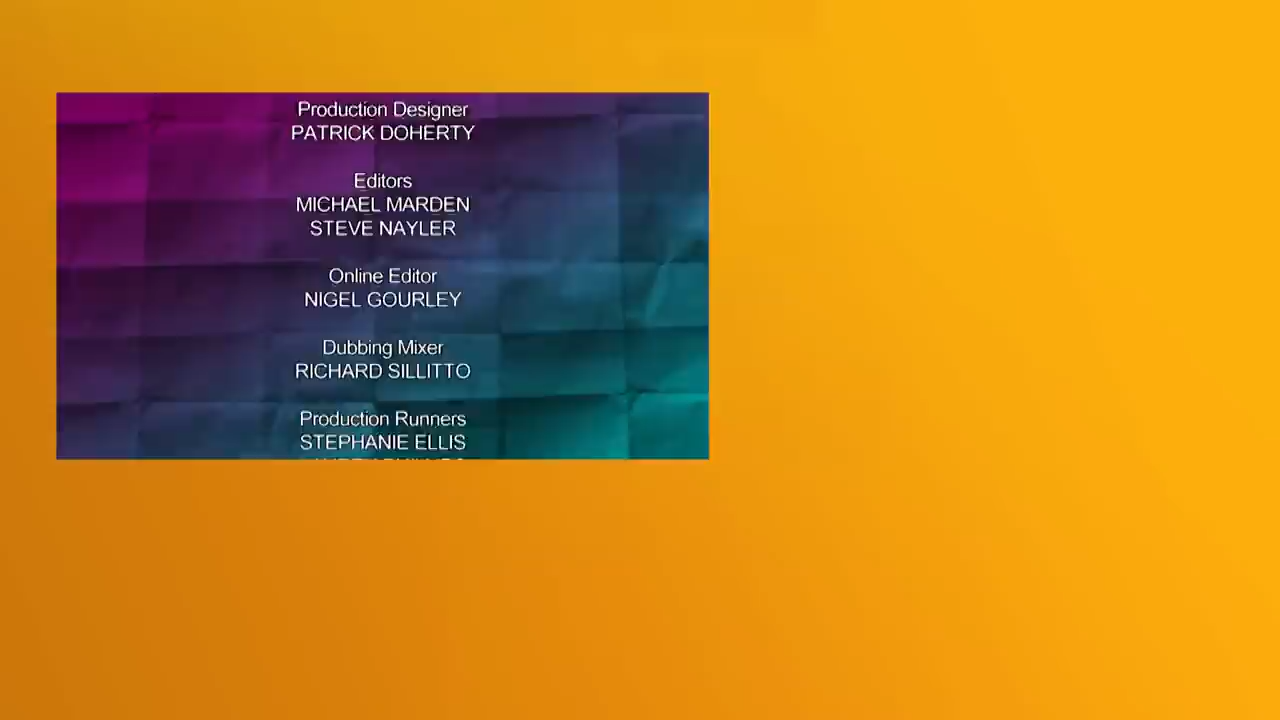 Production Designer
PATRICK DOHERTY
Editors
MICHAEL MARDEN
STEVE NAYLER
Online Editor
NIGEL GOURLEY
Dubbing Mixer
RICHARD SILLITTO
Production Runners
STEPHANIE ELLIS